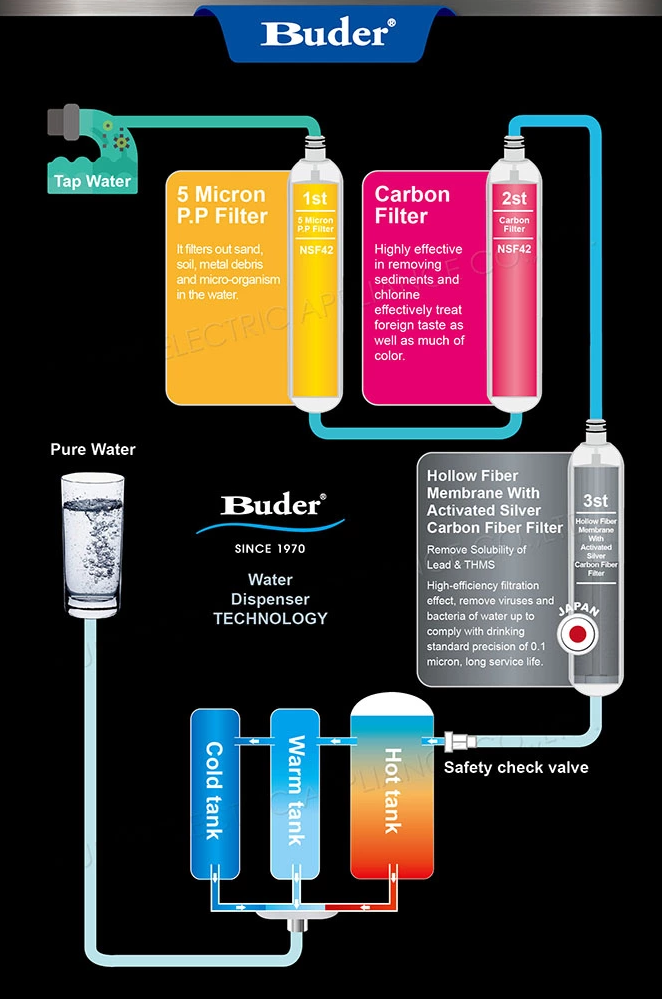 Buder®
Tap Water
5 Micron
P.P Filter
It filters out sand,
soil, metal debris
and micro-organism
in the water.
1st
5 Micron
P.P Filter
NSF42
Carbon
Filter
Highly effective
in removing
sediments and
chlorine
effectively treat
foreign taste as
well as much of
color.
2st
Carbon
Filter
NSF42
Pure Water
Buder®
SINCE 1970
Water
Dispenser
TECHNOLOGY
Hollow Fiber
Membrane With
Activated Silver
Carbon Fiber Filter
Remove Solubility of
Lead & THMS
High-efficiency filtration
effect, remove viruses and
bacteria of water up to
comply with drinking
standard precision of 0.1
micron, long service life.
3st
Hollow Fiber
Membrane
With
Activated
Silver
Carbon Fiber
Filter
JAPAN
Cold tank
Warm tank
Hot tank
Safety check valve
ELECTRIC APPLIANCE